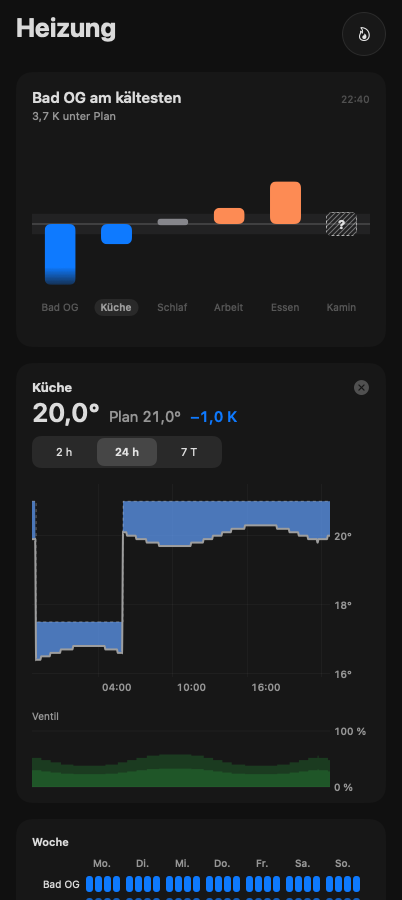 Heizung
Bad OG am kältesten 22:40
3,7 K unter Plan
?
Bad OG Küche Schlaf Arbeit Essen Kamin
Küche
20,0° Plan 21,0° −1,0 K
2 h 24 h 7 T
20°
18°
16°
04:00 10:00 16:00
Ventil
100 %
0 %
Woche
Mo. Di. Mi. Do. Fr. Sa. So.
Bad OG